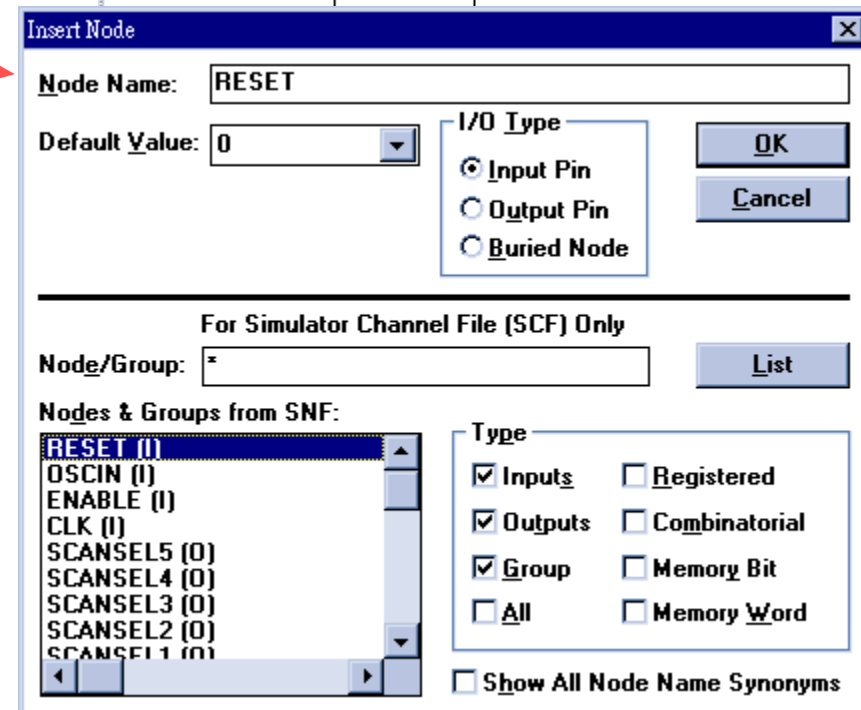 Insert Node
Node Name: RESET
Default Value: 0
I/O Type
Input Pin
Output Pin
Buried Node
OK
Cancel
For Simulator Channel File (SCF) Only
Node/Group: *
List
Nodes & Groups from SNF:
RESET (I)
OSCIN (I)
ENABLE (I)
CLK (I)
SCANSEL5 (O)
SCANSEL4 (O)
SCANSEL3 (O)
SCANSEL2 (O)
SCANSEL1 (O)
Type
Inputs Registered
Outputs Combinatorial
Group Memory Bit
All Memory Word
Show All Node Name Synonyms